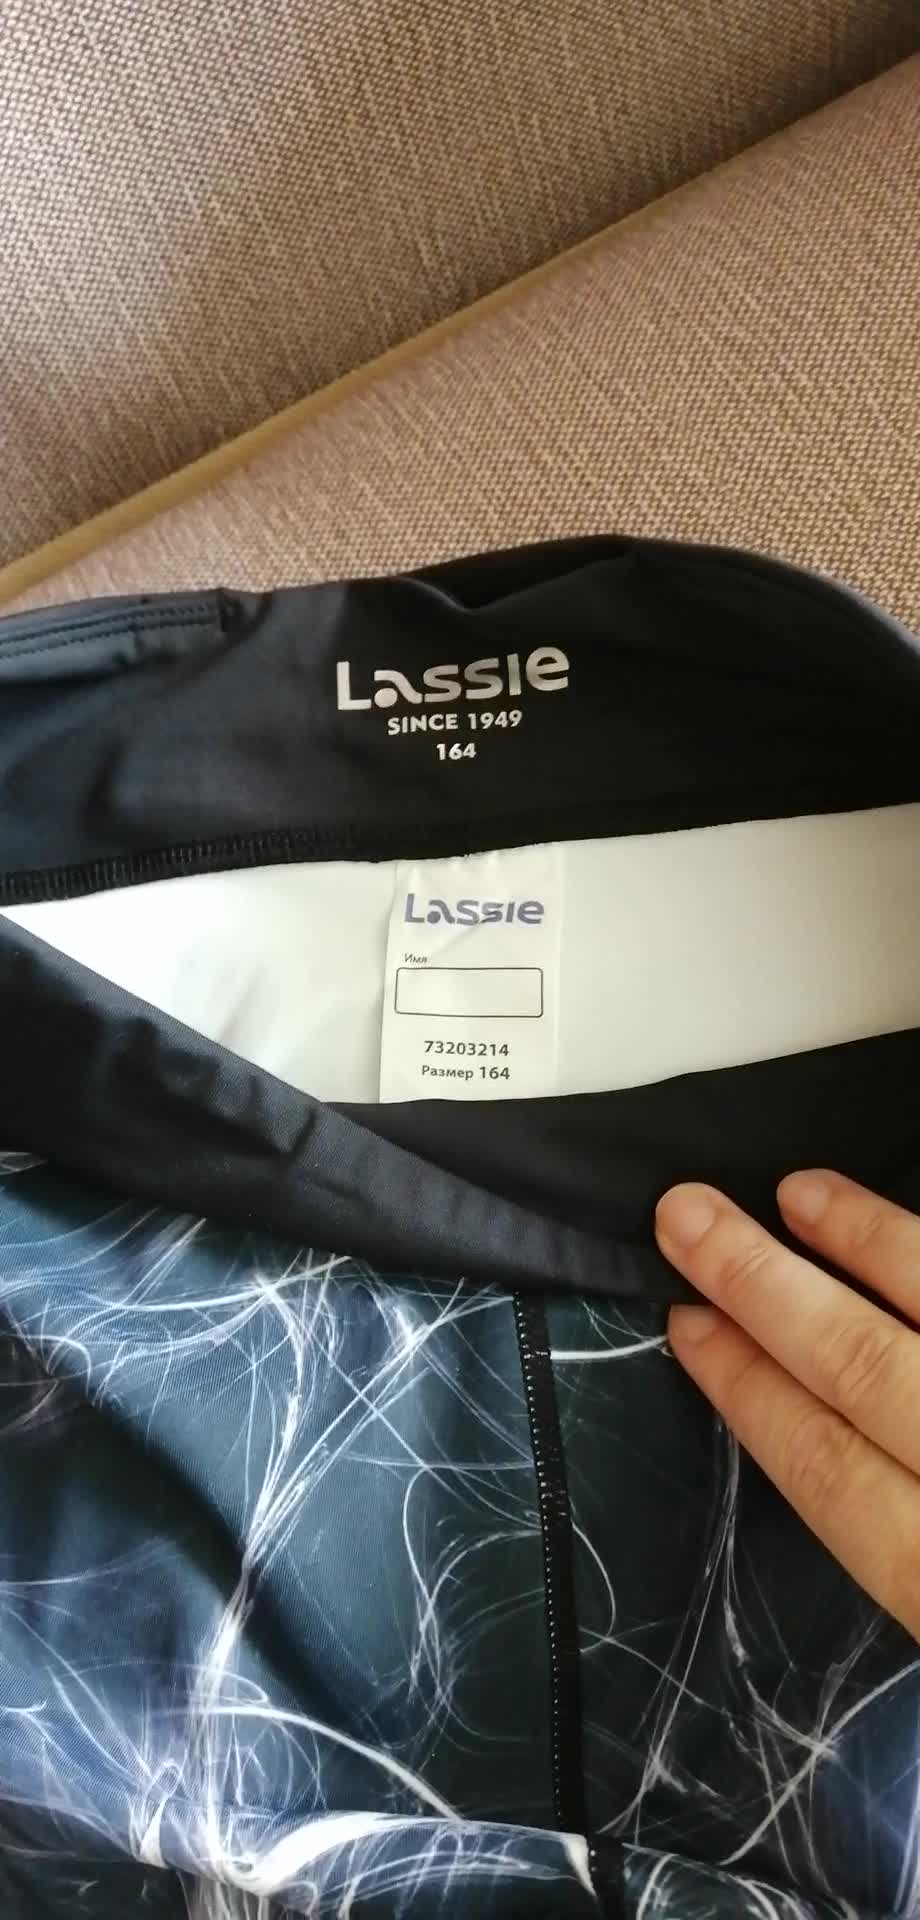 Lassie
SINCE 1949
164
Lassie
Имя
73203214
Размер 164